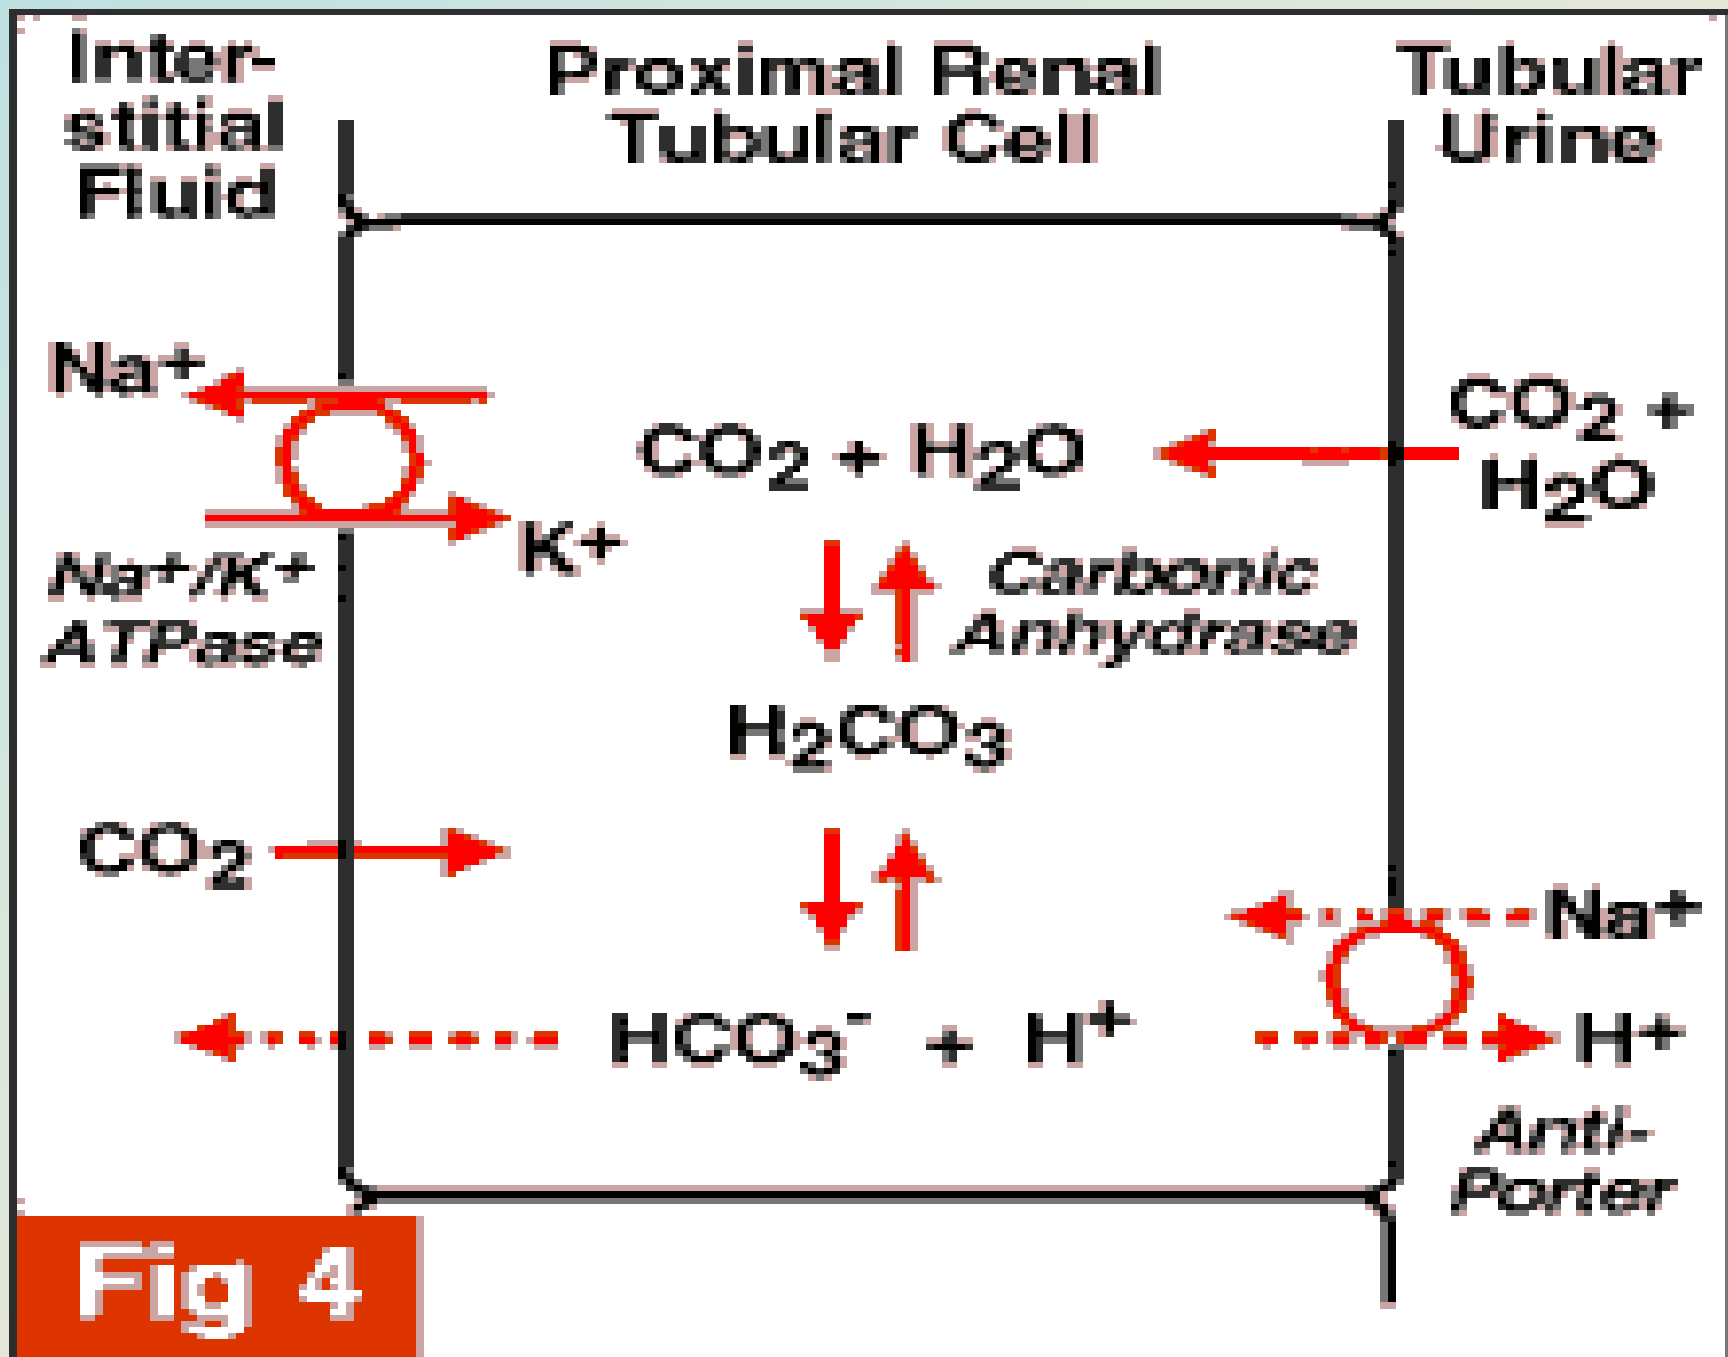 Inter-
stitial
Fluid
Proximal Renal
Tubular Cell
Tubular
Urine
Na+
K+
Na+/K+
ATPase
CO2 + H2O
CO2 +
H2O
Carbonic
Anhydrase
H2CO3
CO2
HCO3- + H+
Na+
H+
Anti-
Porter
Fig 4